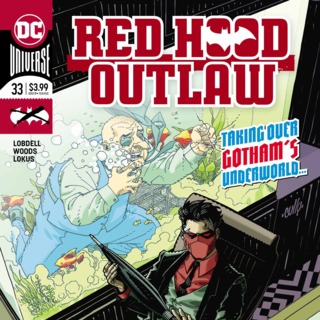 DC
UNIVERSE
33 $3.99
LOBDELL
WOODS
LOKUS
RED HOOD
OUTLAW
TAKING OVER
GOTHAM'S
UNDERWORLD...